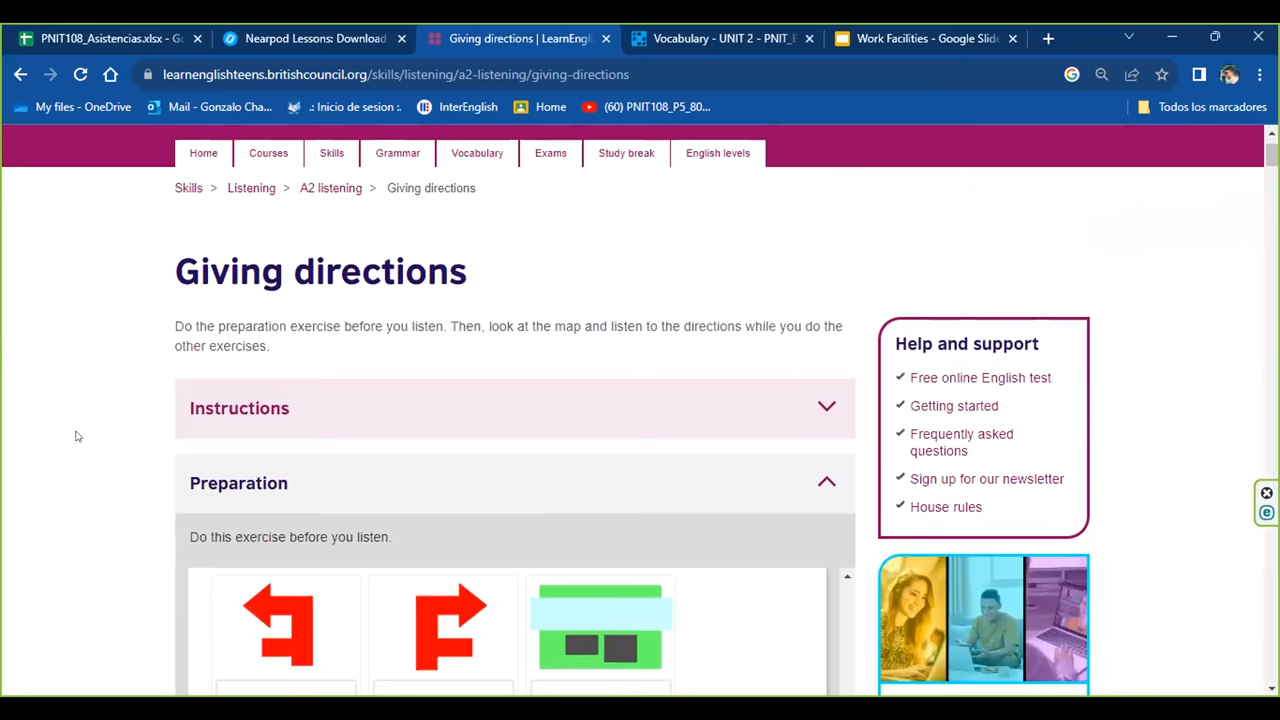 PNIT108_Asistencias.xlsx - Go
Nearpod Lessons: Download
Giving directions | LearnEngli
Vocabulary - UNIT 2 - PNIT_E
Work Facilities - Google Slide
learnenglishteens.britishcouncil.org/skills/listening/a2-listening/giving-directions
My files - OneDrive
Mail - Gonzalo Cha...
.: Inicio de sesion :.
InterEnglish
Home
(60) PNIT108_P5_80...
Todos los marcadores
Home
Courses
Skills
Grammar
Vocabulary
Exams
Study break
English levels
Skills > Listening > A2 listening > Giving directions
Giving directions
Do the preparation exercise before you listen. Then, look at the map and listen to the directions while you do the
other exercises.
Instructions
Preparation
Do this exercise before you listen.
Help and support
Free online English test
Getting started
Frequently asked
questions
Sign up for our newsletter
House rules